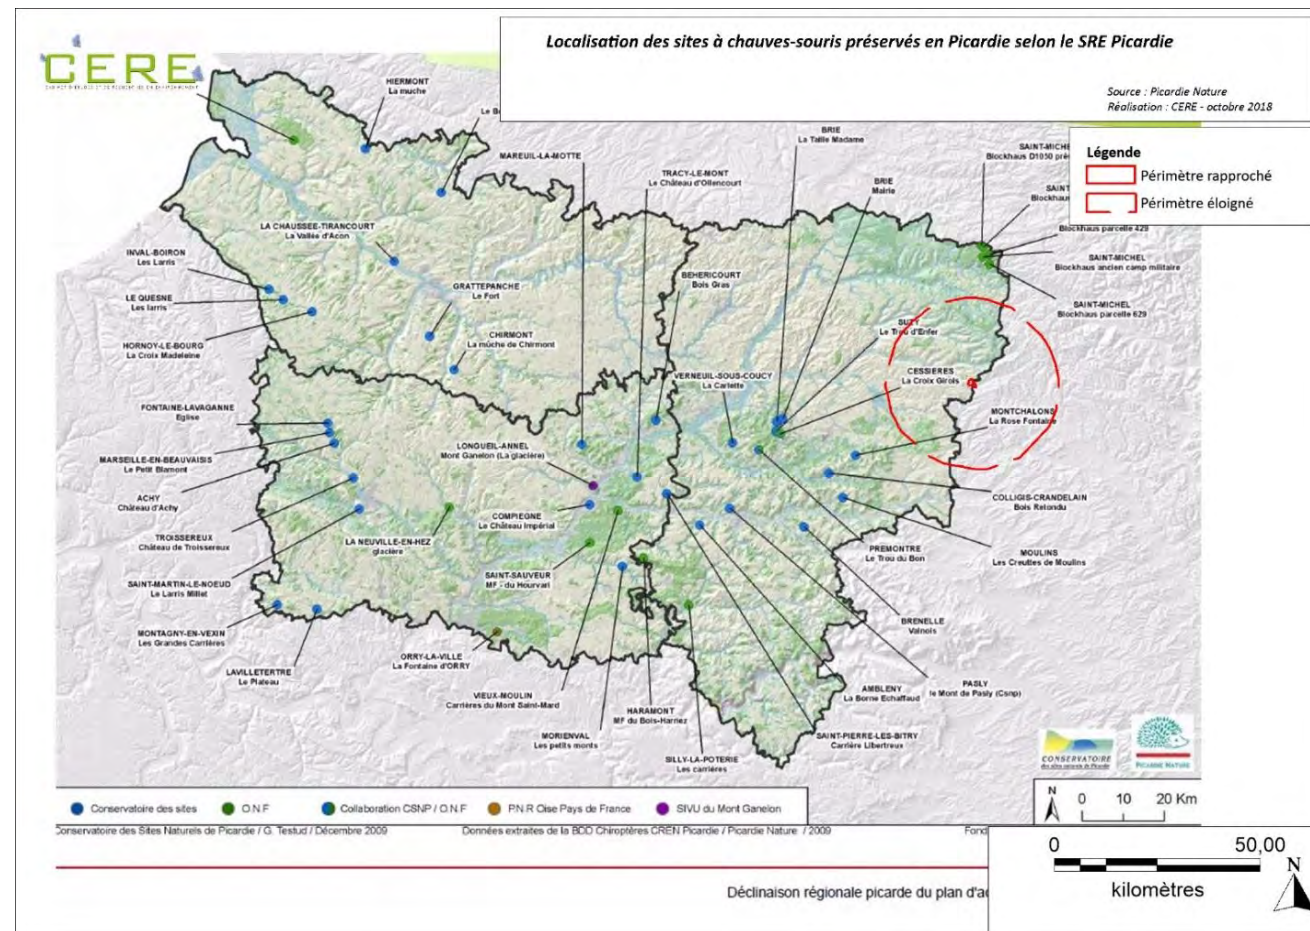 CERE
Localisation des sites à chauves-souris préservés en Picardie selon le SRE Picardie
Source : Picardie Nature
Réalisation : CERE - octobre 2018
Légende
Périmètre rapproché
Périmètre éloigné
HIERMONT
La muche
MAREUIL-LA-MOTTE
TRACY-LE-MONT
Le Château d'Ollencourt
BRIE
La Taille Madame
BRIE
Mairie
Blockhaus D1050
Blockhaus
Blockhaus parcelle 429
SAINT-MICHEL
Blockhaus ancien camp militaire
SAINT-MICHEL
Blockhaus parcelle 629
LA CHAUSSEE-TIRANCOURT
La Vallée d'Acon
INVAL-BOIRON
Les Larris
LE QUESNE
Les larris
HORNOY-LE-BOURG
La Croix Madeleine
GRATTEPANCHE
Le Fort
CHIRMONT
La mûche de Chirmont
BEHERICOURT
Bois Gras
SUZY
Le Trou d'Enfer
CESSIERES
La Croix Girols
VERNEUIL-SOUS-COUCY
La Carlette
MONTCHALONS
La Rose Fontaine
FONTAINE-LAVAGANNE
Eglise
MARSEILLE-EN-BEAUVAISIS
Le Petit Blamont
ACHY
Château d'Achy
TROISSEREUX
Château de Troissereux
SAINT-MARTIN-LE-NOEUD
Le Larris Millet
MONTAGNY-EN-VEXIN
Les Grandes Carrières
LAVILLETERTRE
Le Plateau
LONGUEIL-ANNEL
Mont Ganelon (La glacière)
COMPIEGNE
Le Château Impérial
LA NEUVILLE-EN-HEZ
glacière
SAINT-SAUVEUR
MF - du Hourvari
ORRY-LA-VILLE
La Fontaine d'ORRY
VIEUX-MOULIN
Carrières du Mont Saint-Mard
MORIENVAL
Les petits monts
HARAMONT
MF du Bois-Harriez
SILLY-LA-POTERIE
Les carrières
SAINT-PIERRE-LES-BITRY
Carrière Libertreux
AMBLENY
La Borne Echaffaud
PASLY
le Mont de Pasly (Csnp)
BRENELLE
Valnois
PREMONTRE
Le Trou du Bon
MOULINS
Les Creuttes de Moulins
COLLIGIS-CRANDELAIN
Bois Retondu
CONSERVATOIRE
des sites naturels de Picardie
PICARDIE NATURE
Conservatoire des sites
O.N.F
Collaboration CSNP / O.N.F
P.N.R Oise Pays de France
SIVU du Mont Ganelon
N
0 10 20 Km
Conservatoire des Sites Naturels de Picardie / G. Testud / Décembre 2009
Données extraites de la BDD Chiroptères CREN Picardie / Picardie Nature / 2009
Fond
Déclinaison régionale picarde du plan d'ac
0 50,00
kilomètres
N